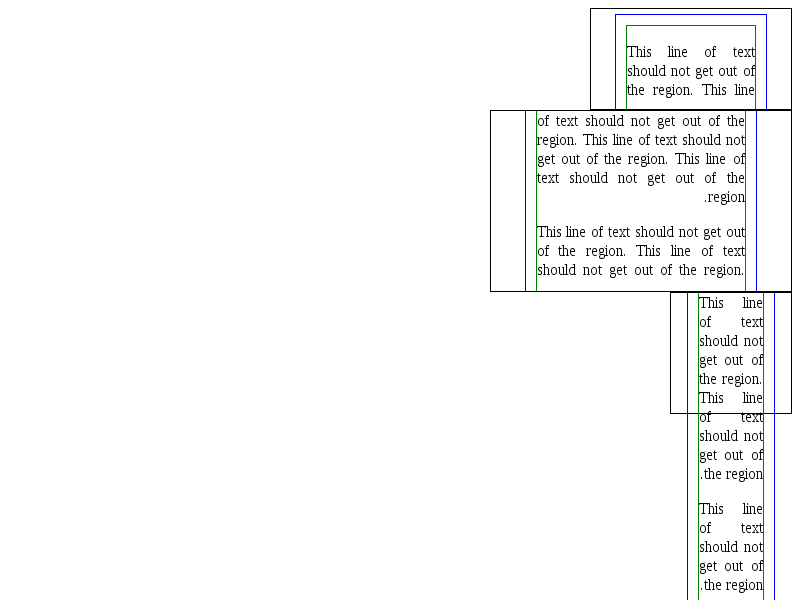 This line of text
should not get out of
the region. This line
of text should not get out of the
region. This line of text should not
get out of the region. This line of
text should not get out of the
.region
This line of text should not get out
of the region. This line of text
should not get out of the region.
This line
of text
should not
get out of
the region.
This line
of text
should not
get out of
.the region
This line
of text
should not
get out of
.the region